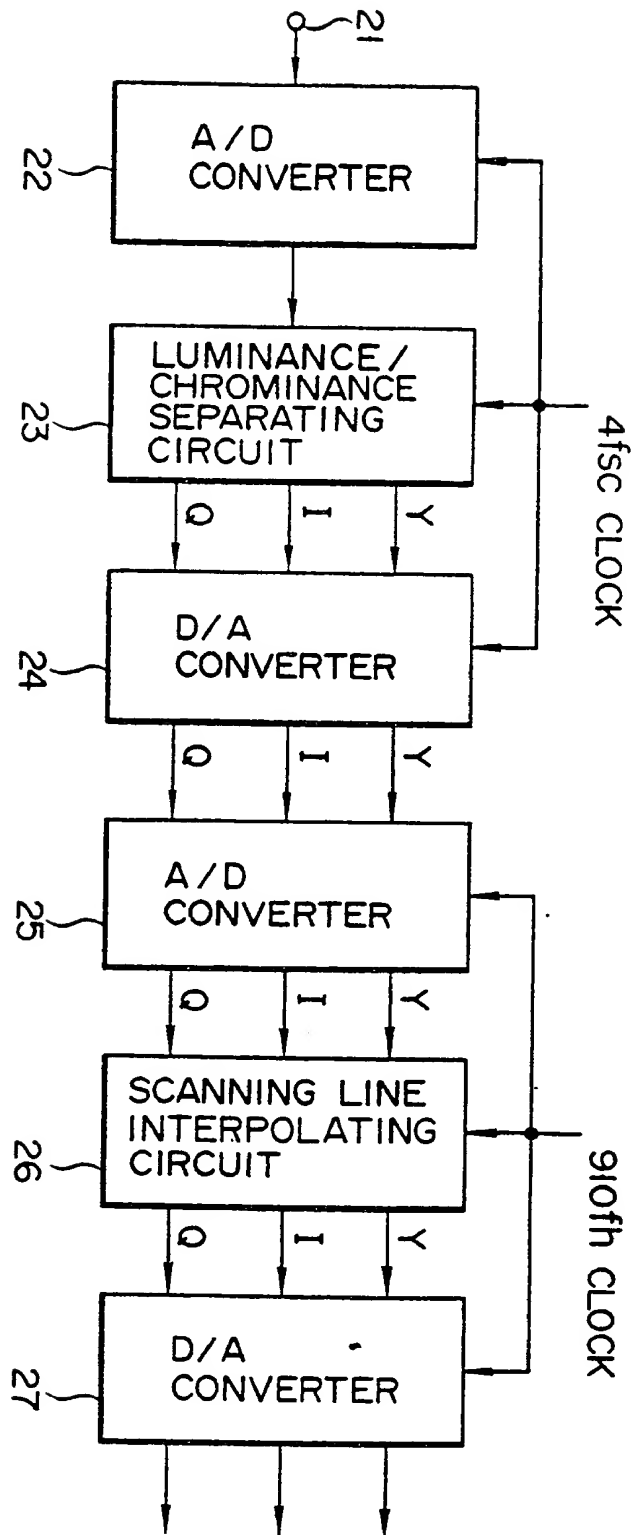 21
A/D
CONVERTER
22
4fsc CLOCK
LUMINANCE/
CHROMINANCE
SEPARATING
CIRCUIT
23
Q I Y
D/A
CONVERTER
24
Q I Y
A/D
CONVERTER
25
Q I Y
910fh CLOCK
SCANNING LINE
INTERPOLATING
CIRCUIT
26
Q I Y
D/A
CONVERTER
27